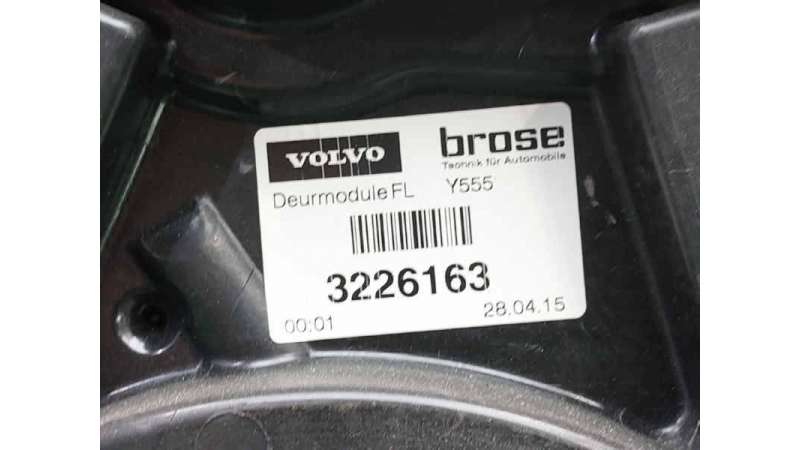 VOLVO brose
Technik für Automobile
Deurmodule FL Y555
3226163
00:01 28.04.15